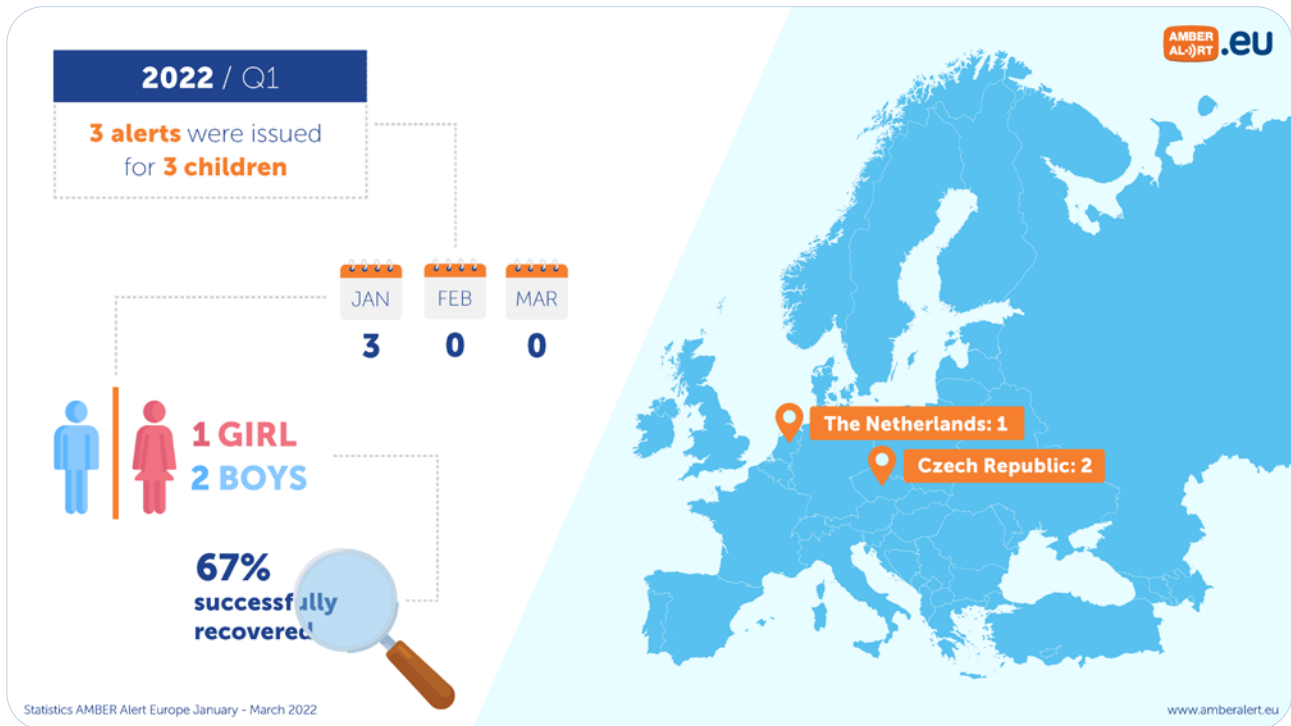 2022 / Q1
3 alerts were issued
for 3 children
JAN
FEB
MAR
3
0
0
1 GIRL
2 BOYS
67%
successfully
recovered
AMBER
AL RT .eu
The Netherlands: 1
Czech Republic: 2
Statistics AMBER Alert Europe January - March 2022
www.amberalert.eu